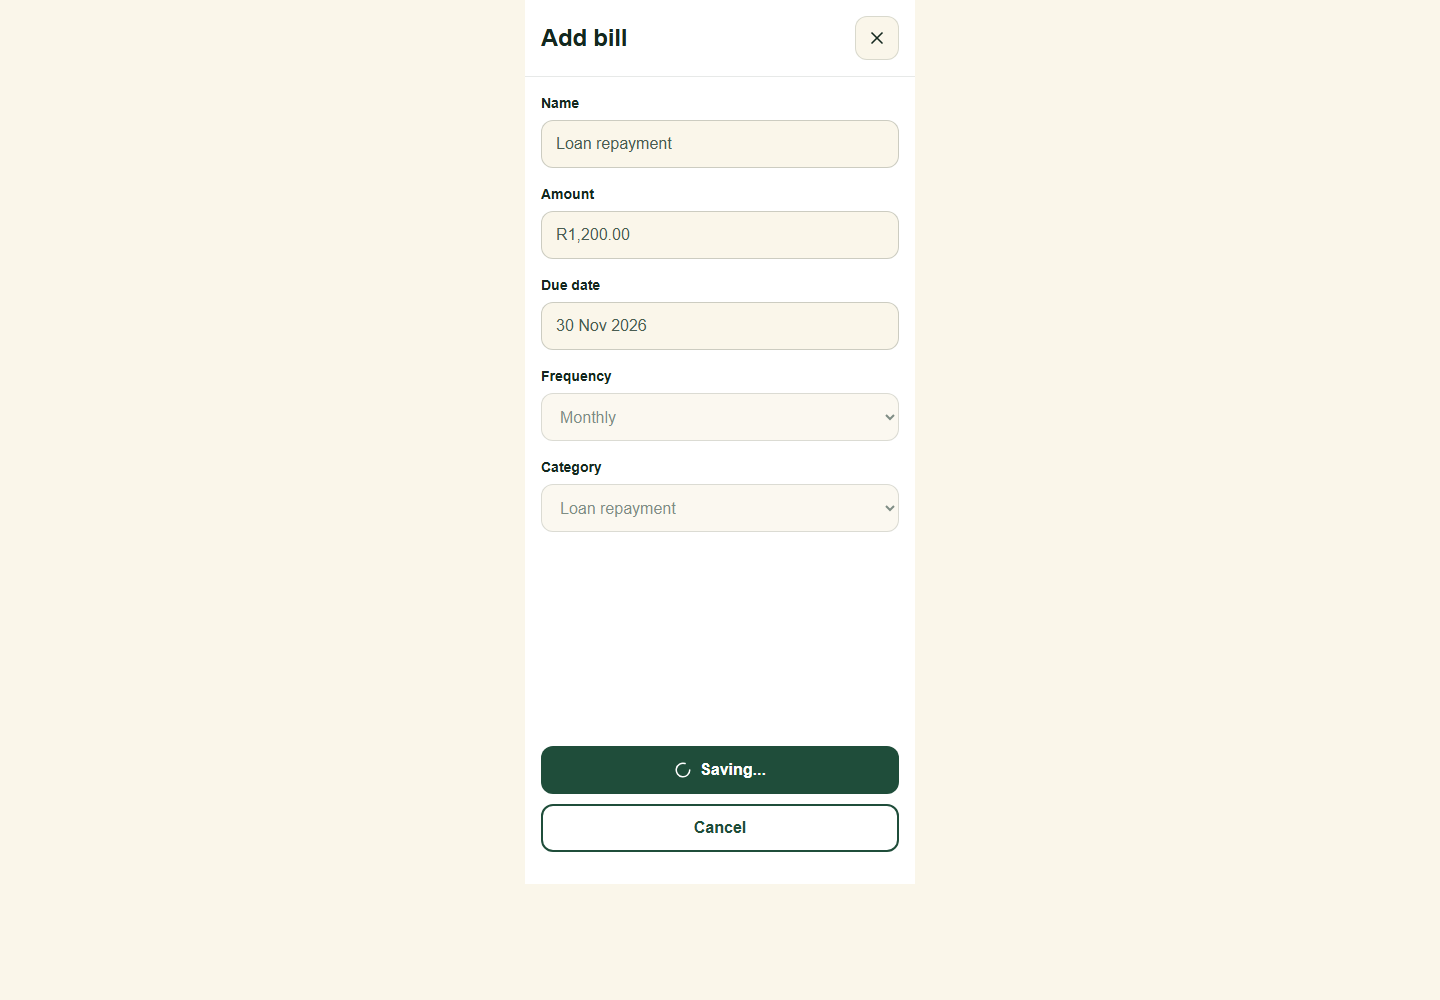 Add bill
Name
Loan repayment
Amount
R1,200.00
Due date
30 Nov 2026
Frequency
Monthly
Category
Loan repayment
Saving...
Cancel